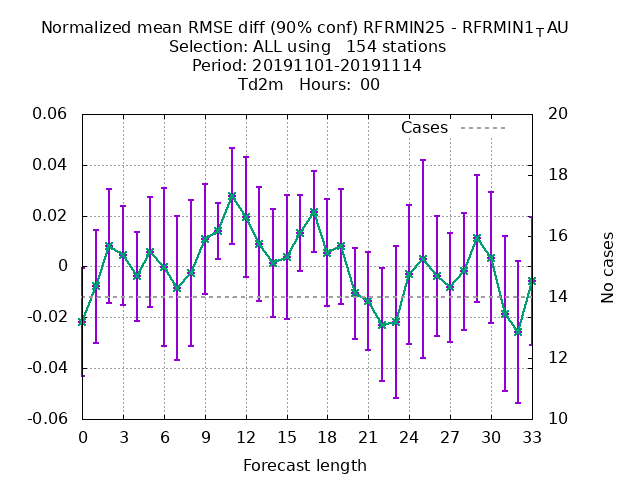 Normalized mean RMSE diff (90% conf) RFRMIN25 - RFRMIN1TAU
Selection: ALL using   154 stations
Period: 20191101-20191114
Td2m   Hours:  00
Cases
0.06
0.04
0.02
0
-0.02
-0.04
-0.06
20
18
16
14
12
10
No cases
0 3 6 9 12 15 18 21 24 27 30 33
Forecast length